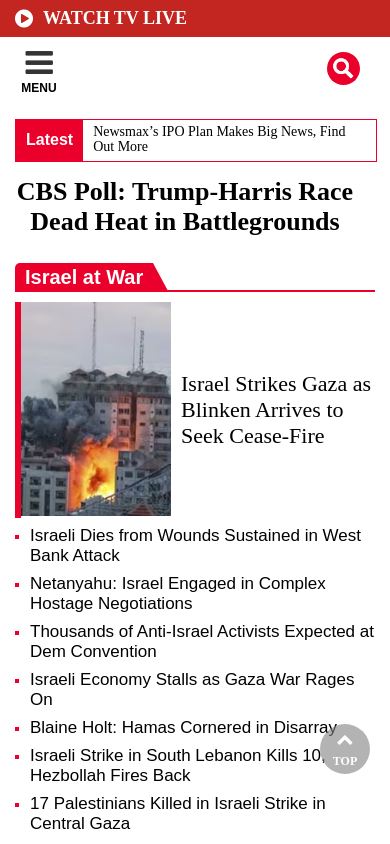 WATCH TV LIVE
MENU
Latest
Newsmax’s IPO Plan Makes Big News, Find
Out More
CBS Poll: Trump-Harris Race
Dead Heat in Battlegrounds
Israel at War
Israel Strikes Gaza as
Blinken Arrives to
Seek Cease-Fire
Israeli Dies from Wounds Sustained in West
Bank Attack
Netanyahu: Israel Engaged in Complex
Hostage Negotiations
Thousands of Anti-Israel Activists Expected at
Dem Convention
Israeli Economy Stalls as Gaza War Rages
On
Blaine Holt: Hamas Cornered in Disarray
Israeli Strike in South Lebanon Kills 10,
Hezbollah Fires Back
TOP
17 Palestinians Killed in Israeli Strike in
Central Gaza